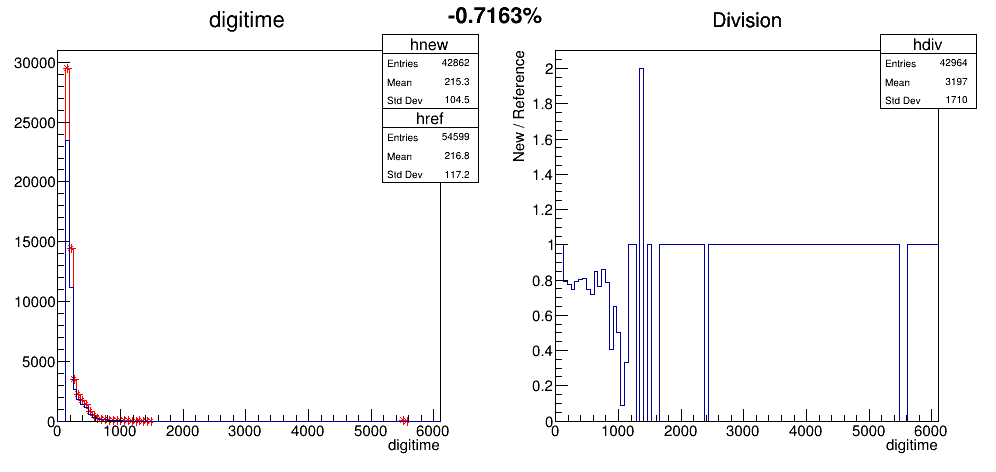 digitime
-0.7163%
Division
hnew
Entries 42862
Mean 215.3
Std Dev 104.5
href
Entries 54599
Mean 216.8
Std Dev 117.2
30000
25000
20000
15000
10000
5000
0
0 1000 2000 3000 4000 5000 6000
digitime
hdiv
Entries 42964
Mean 3197
Std Dev 1710
New / Reference
2
1.8
1.6
1.4
1.2
1
0.8
0.6
0.4
0.2
0
0 1000 2000 3000 4000 5000 6000
digitime